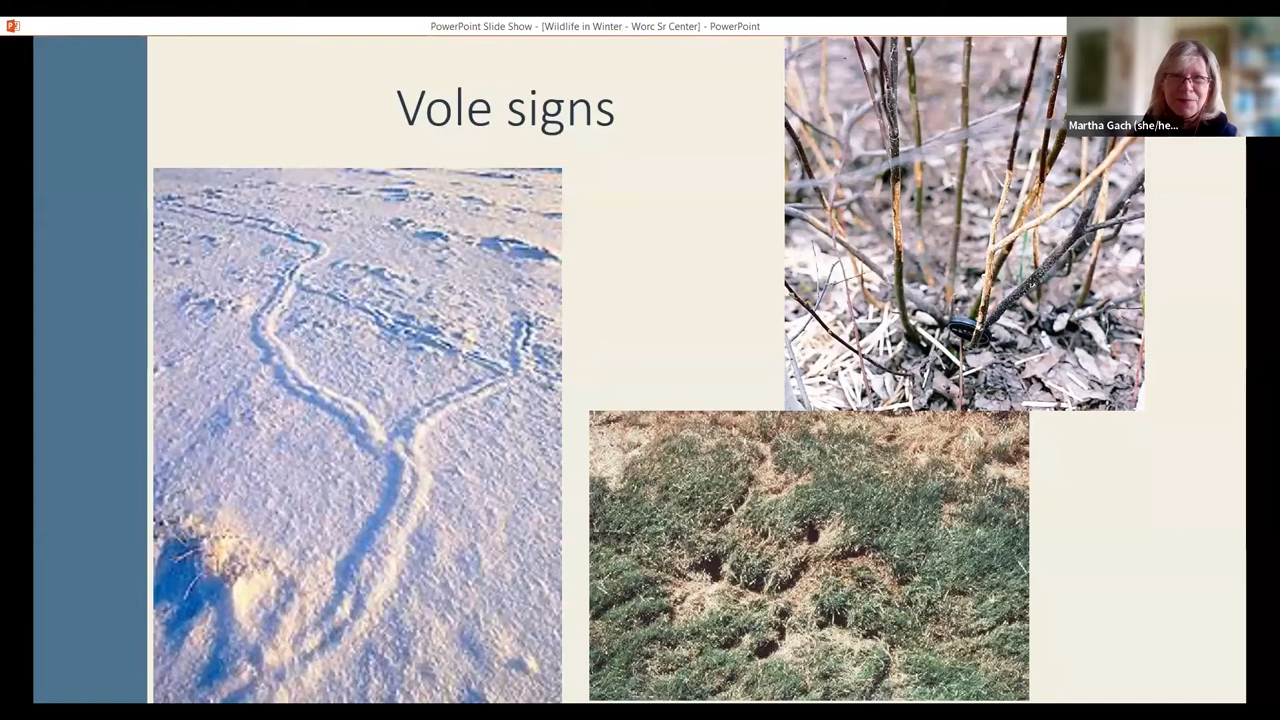 PowerPoint Slide Show - [Wildlife in Winter - Worc Sr Center] - PowerPoint
Martha Gach (she/he...
Vole signs